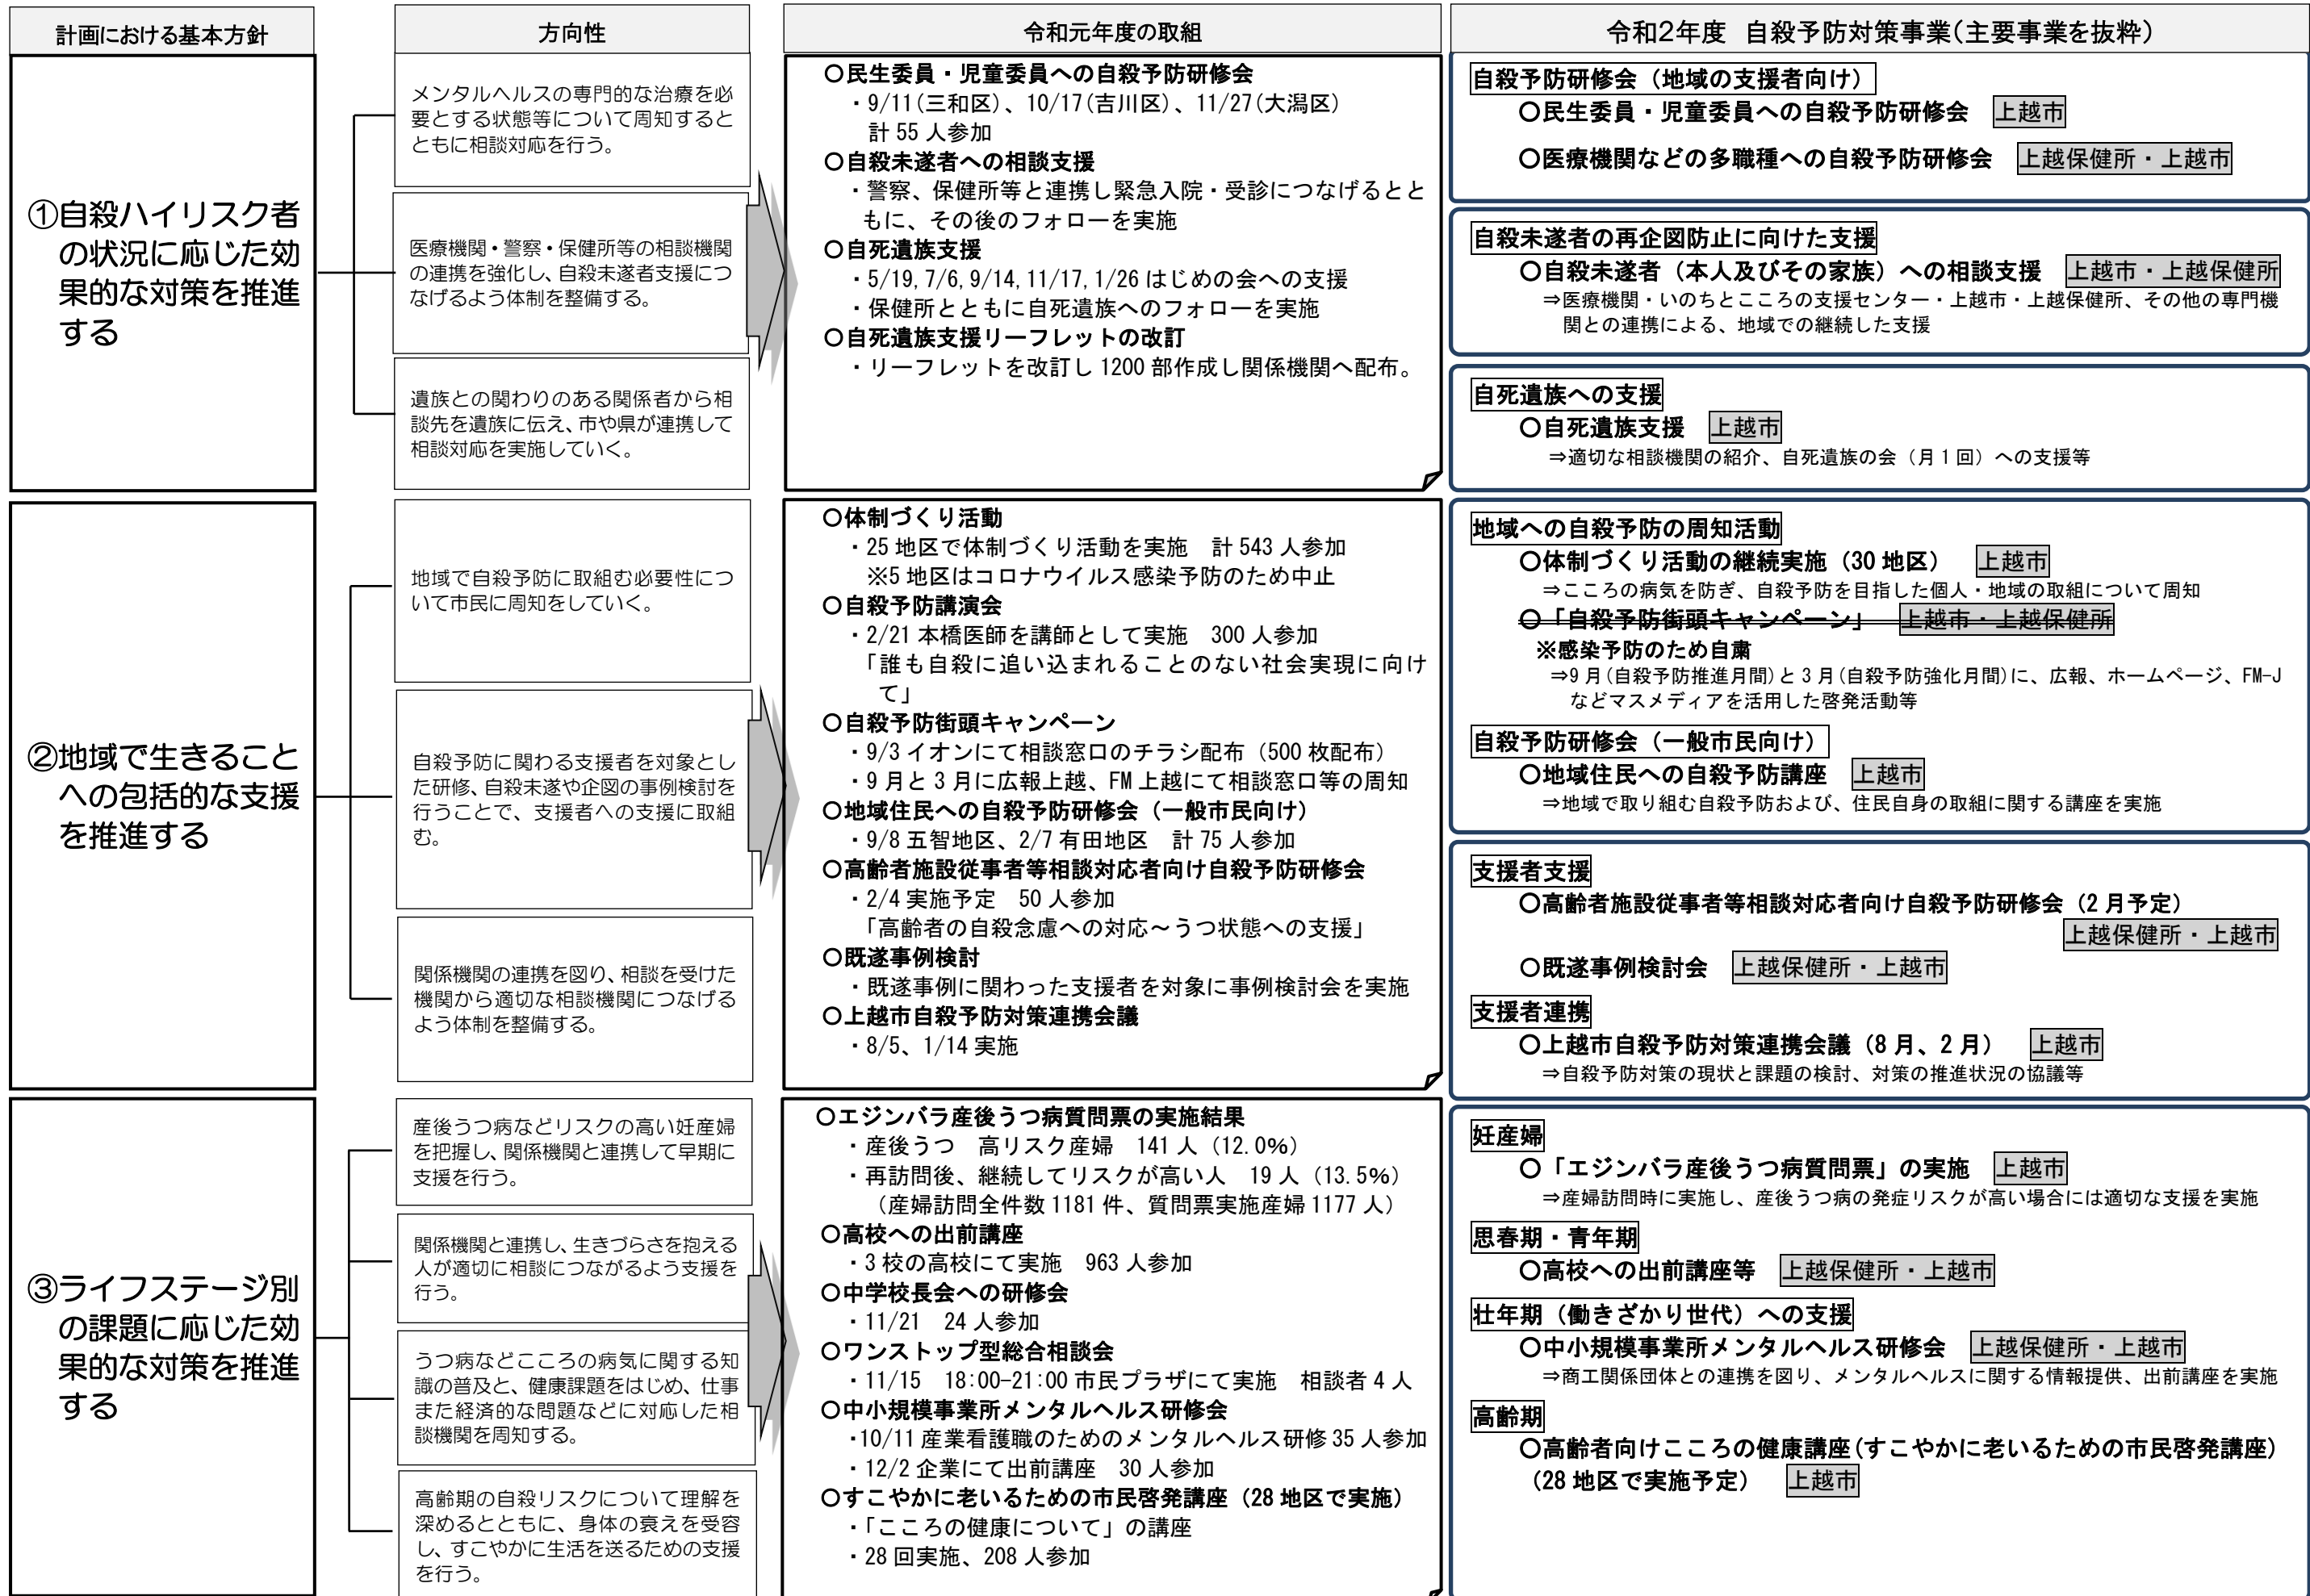 計画における基本方針
方向性
令和元年度の取組
令和2年度 自殺予防対策事業（主要事業を抜粋）
①自殺ハイリスク者
の状況に応じた効
果的な対策を推進
する
メンタルヘルスの専門的な治療を必
要とする状態等について周知すると
ともに相談対応を行う。
医療機関・警察・保健所等の相談機関
の連携を強化し、自殺未遂者支援につ
なげるよう体制を整備する。
遺族との関わりのある関係者から相
談先を遺族に伝え、市や県が連携して
相談対応を実施していく。
○民生委員・児童委員への自殺予防研修会
・9/11(三和区)、10/17(吉川区)、11/27(大潟区)
計 55 人参加
○自殺未遂者への相談支援
・警察、保健所等と連携し緊急入院・受診につなげるとと
もに、その後のフォローを実施
○自死遺族支援
・5/19,7/6,9/14,11/17,1/26 はじめの会への支援
・保健所とともに自死遺族へのフォローを実施
○自死遺族支援リーフレットの改訂
・リーフレットを改訂し 1200 部作成し関係機関へ配布。
自殺予防研修会（地域の支援者向け）
○民生委員・児童委員への自殺予防研修会 上越市
○医療機関などの多職種への自殺予防研修会 上越保健所・上越市
自殺未遂者の再企図防止に向けた支援
○自殺未遂者（本人及びその家族）への相談支援 上越市・上越保健所
⇒医療機関・いのちとこころの支援センター・上越市・上越保健所、その他の専門機
関との連携による、地域での継続した支援
自死遺族への支援
○自死遺族支援 上越市
⇒適切な相談機関の紹介、自死遺族の会（月１回）への支援等
②地域で生きること
への包括的な支援
を推進する
地域で自殺予防に取組む必要性につ
いて市民に周知をしていく。
自殺予防に関わる支援者を対象とし
た研修、自殺未遂や企図の事例検討を
行うことで、支援者への支援に取組
む。
関係機関の連携を図り、相談を受けた
機関から適切な相談機関につなげる
よう体制を整備する。
○体制づくり活動
・25 地区で体制づくり活動を実施 計 543 人参加
※5 地区はコロナウイルス感染予防のため中止
○自殺予防講演会
・2/21 本橋医師を講師として実施 300 人参加
「誰も自殺に追い込まれることのない社会実現に向け
て」
○自殺予防街頭キャンペーン
・9/3 イオンにて相談窓口のチラシ配布（500 枚配布）
・9 月と 3 月に広報上越、FM 上越にて相談窓口等の周知
○地域住民への自殺予防研修会（一般市民向け）
・9/8 五智地区、2/7 有田地区 計 75 人参加
○高齢者施設従事者等相談対応者向け自殺予防研修会
・2/4 実施予定 50 人参加
「高齢者の自殺念慮への対応～うつ状態への支援」
○既遂事例検討
・既遂事例に関わった支援者を対象に事例検討会を実施
○上越市自殺予防対策連携会議
・8/5、1/14 実施
地域への自殺予防の周知活動
○体制づくり活動の継続実施（30 地区） 上越市
⇒こころの病気を防ぎ、自殺予防を目指した個人・地域の取組について周知
○「自殺予防街頭キャンペーン」 上越市・上越保健所
※感染予防のため自粛
⇒9 月(自殺予防推進月間)と 3 月(自殺予防強化月間)に、広報、ホームページ、FM-J
などマスメディアを活用した啓発活動等
自殺予防研修会（一般市民向け）
○地域住民への自殺予防講座 上越市
⇒地域で取り組む自殺予防および、住民自身の取組に関する講座を実施
支援者支援
○高齢者施設従事者等相談対応者向け自殺予防研修会（2 月予定）
上越保健所・上越市
○既遂事例検討会 上越保健所・上越市
支援者連携
○上越市自殺予防対策連携会議（8 月、2 月） 上越市
⇒自殺予防対策の現状と課題の検討、対策の推進状況の協議等
③ライフステージ別
の課題に応じた効
果的な対策を推進
する
産後うつ病などリスクの高い妊産婦
を把握し、関係機関と連携して早期に
支援を行う。
関係機関と連携し、生きづらさを抱える
人が適切に相談につながるよう支援を
行う。
うつ病などこころの病気に関する知
識の普及と、健康課題をはじめ、仕事
また経済的な問題などに対応した相
談機関を周知する。
高齢期の自殺リスクについて理解を
深めるとともに、身体の衰えを受容
し、すこやかに生活を送るための支援
を行う。
○エジンバラ産後うつ病質問票の実施結果
・産後うつ 高リスク産婦 141 人（12.0%）
・再訪問後、継続してリスクが高い人 19 人（13.5%）
（産婦訪問全件数 1181 件、質問票実施産婦 1177 人）
○高校への出前講座
・3 校の高校にて実施 963 人参加
○中学校長会への研修会
・11/21 24 人参加
○ワンストップ型総合相談会
・11/15 18:00-21:00 市民プラザにて実施 相談者 4 人
○中小規模事業所メンタルヘルス研修会
・10/11 産業看護職のためのメンタルヘルス研修 35 人参加
・12/2 企業にて出前講座 30 人参加
○すこやかに老いるための市民啓発講座（28 地区で実施）
・「こころの健康について」の講座
・28 回実施、208 人参加
妊産婦
○「エジンバラ産後うつ病質問票」の実施 上越市
⇒産婦訪問時に実施し、産後うつ病の発症リスクが高い場合には適切な支援を実施
思春期・青年期
○高校への出前講座等 上越保健所・上越市
壮年期（働きざかり世代）への支援
○中小規模事業所メンタルヘルス研修会 上越保健所・上越市
⇒商工関係団体との連携を図り、メンタルヘルスに関する情報提供、出前講座を実施
高齢期
○高齢者向けこころの健康講座(すこやかに老いるための市民啓発講座)
（28 地区で実施予定） 上越市